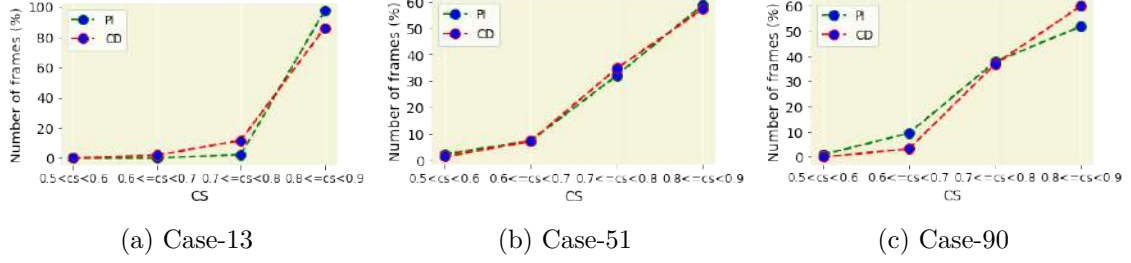 Number of frames (%)
100
80
60
40
20
0
PI
CD
0.5<cs<0.6
0.6<=cs<0.7
0.7<=cs<0.8
0.8<=cs<0.9
CS
(a) Case-13
Number of frames (%)
60
50
40
30
20
10
0
PI
CD
0.5<cs<0.6
0.6<=cs<0.7
0.7<=cs<0.8
0.8<=cs<0.9
CS
(b) Case-51
Number of frames (%)
60
50
40
30
20
10
0
PI
CD
0.5<cs<0.6
0.6<=cs<0.7
0.7<=cs<0.8
0.8<=cs<0.9
CS
(c) Case-90